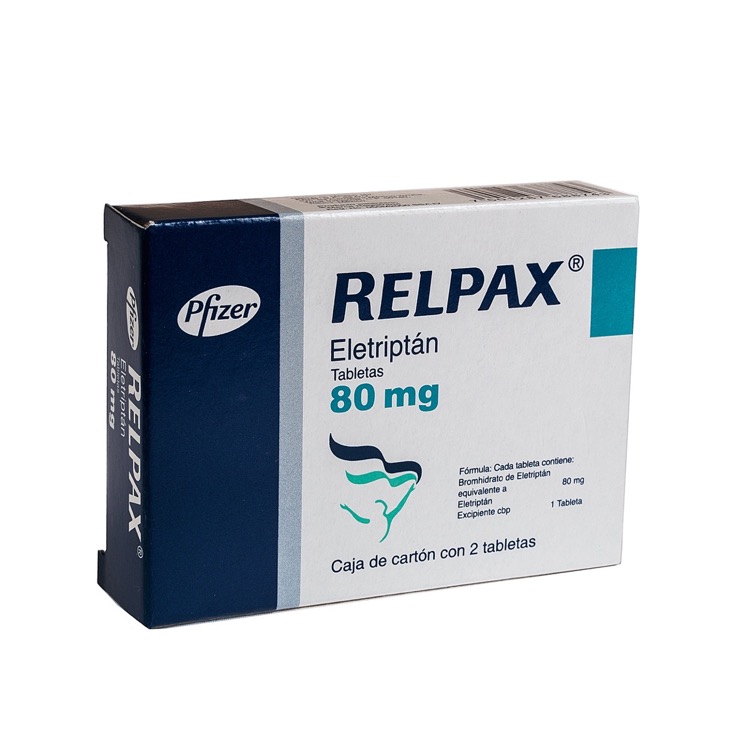 Pfizer
RELPAX®
Eletriptán
Tabletas
80 mg
Fórmula: Cada tableta contiene:
Bromhidrato de Eletriptán
equivalente a 80 mg
Eletriptán
Excipiente cbp 1 Tableta
Caja de cartón con 2 tabletas
Pfizer
RELPAX®
Eletriptán
80 mg